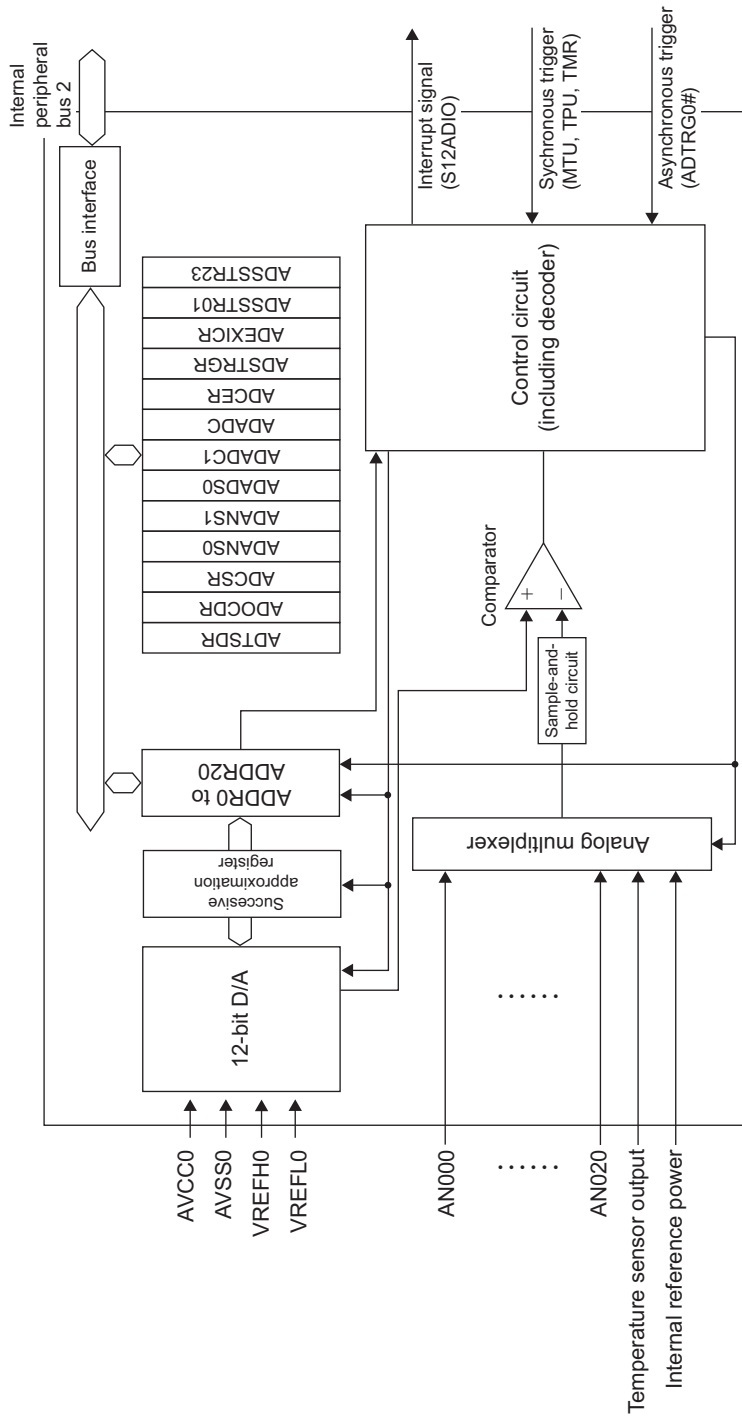 Internal
peripheral
bus 2
Bus interface
ADTSDR
ADOCDR
ADCSR
ADANS0
ADANS1
ADADS0
ADADC1
ADADC
ADCER
ADSTRGR
ADEXICR
ADSSTR01
ADSSTR23
AVCC0
AVSS0
VREFH0
VREFL0
12-bit D/A
Succesive
approximation
register
ADDR0 to
ADDR20
Interrupt signal
(S12ADIO)
Sychronous trigger
(MTU, TPU, TMR)
Asynchronous trigger
(ADTRG0#)
Control circuit
(including decoder)
Comparator
+
−
Sample-and-
hold circuit
Analog multiplexer
AN000
......
......
AN020
Temperature sensor output
Internal reference power